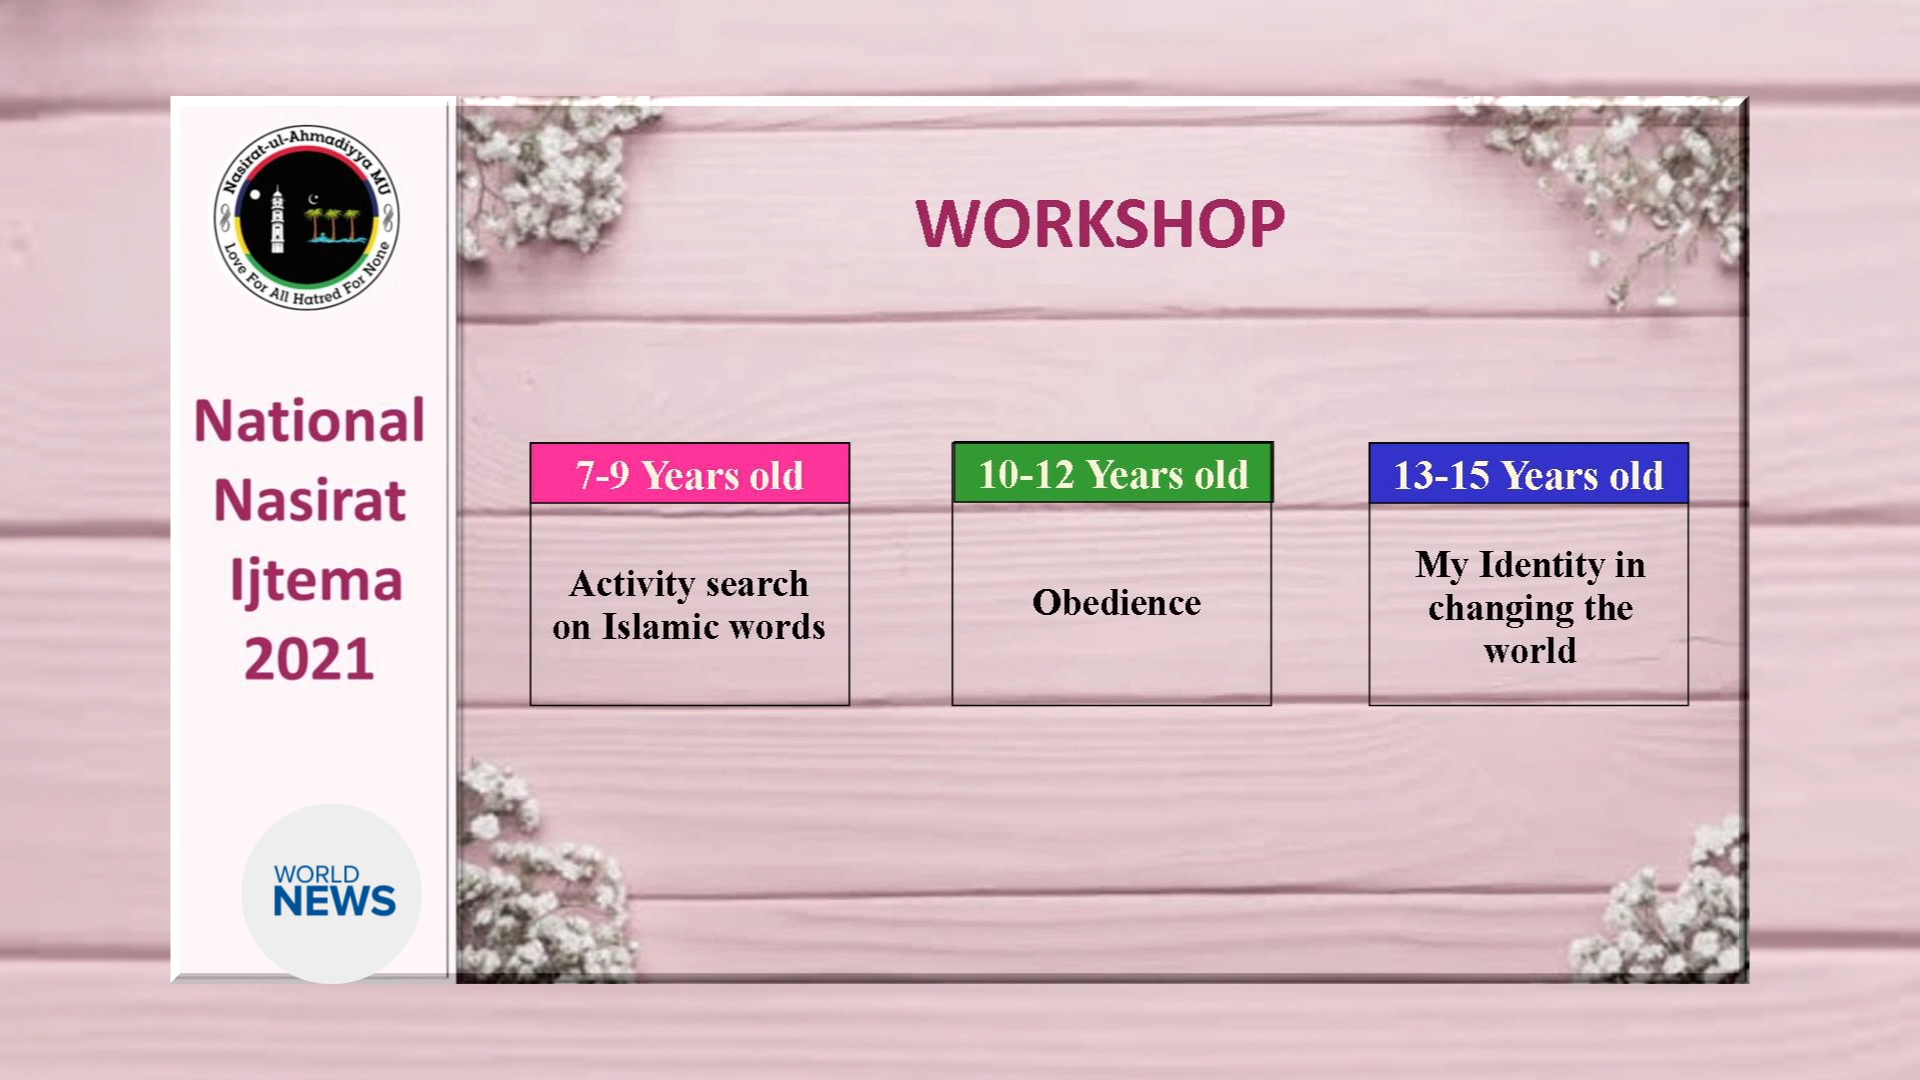 Nasirat-ul-Ahmadiyya MU
Love For All Hatred For None
National
Nasirat
Ijtema
2021
WORLD
NEWS
WORKSHOP
7-9 Years old
Activity search
on Islamic words
10-12 Years old
Obedience
13-15 Years old
My Identity in
changing the
world